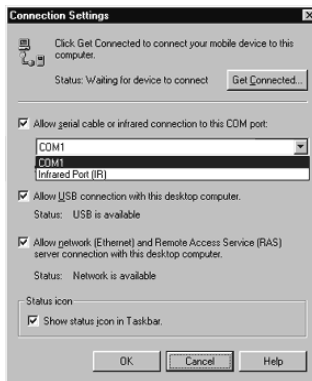 Connection Settings
Click Get Connected to connect your mobile device to this
computer.
Status: Waiting for device to connect
Get Connected...
Allow serial cable or infrared connection to this COM port:
COM1
COM1
Infrared Port (IR)
Allow USB connection with this desktop computer.
Status: USB is available
Allow network (Ethernet) and Remote Access Service (RAS)
server connection with this desktop computer.
Status: Network is available
Status icon
Show status icon in Taskbar.
OK
Cancel
Help